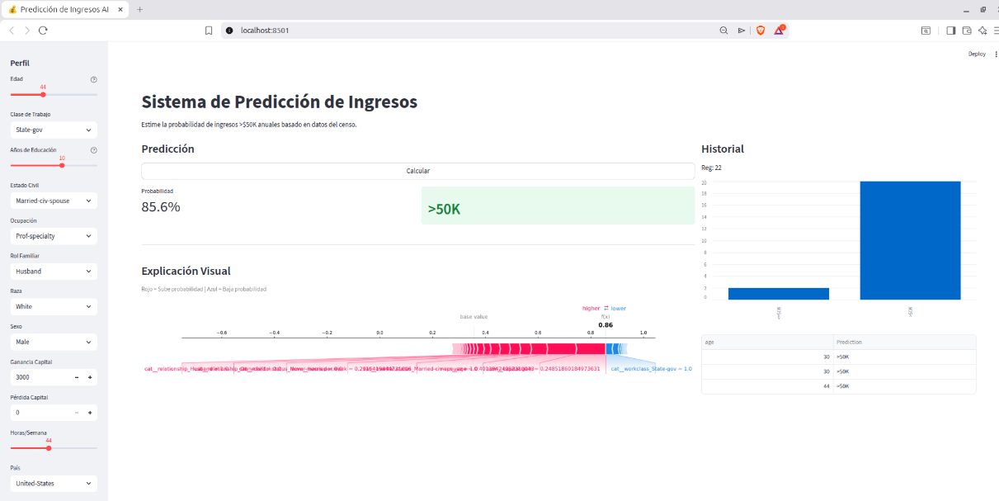 Predicción de Ingresos AI
localhost:8501
Deploy
Perfil
Edad
44
Clase de Trabajo
State-gov
Años de Educación
10
Estado Civil
Married-civ-spouse
Ocupación
Prof-specialty
Rol Familiar
Husband
Raza
White
Sexo
Male
Ganancia Capital
3000
Pérdida Capital
0
Horas/Semana
44
País
United-States
Sistema de Predicción de Ingresos
Estime la probabilidad de ingresos >$50K anuales basado en datos del censo.
Predicción
Calcular
Probabilidad
85.6%
>50K
Explicación Visual
Rojo = Sube probabilidad | Azul = Baja probabilidad
higher ⇄ lower
base value
f(x)
0.86
−0.6 −0.4 −0.2 0.0 0.2 0.4 0.6 0.8 1.0
cat__workclass_State-gov = 1.0
Historial
Reg: 22
20
18
16
14
12
10
8
6
4
2
0
>50K
age Prediction
30 >50K
30 >50K
44 >50K